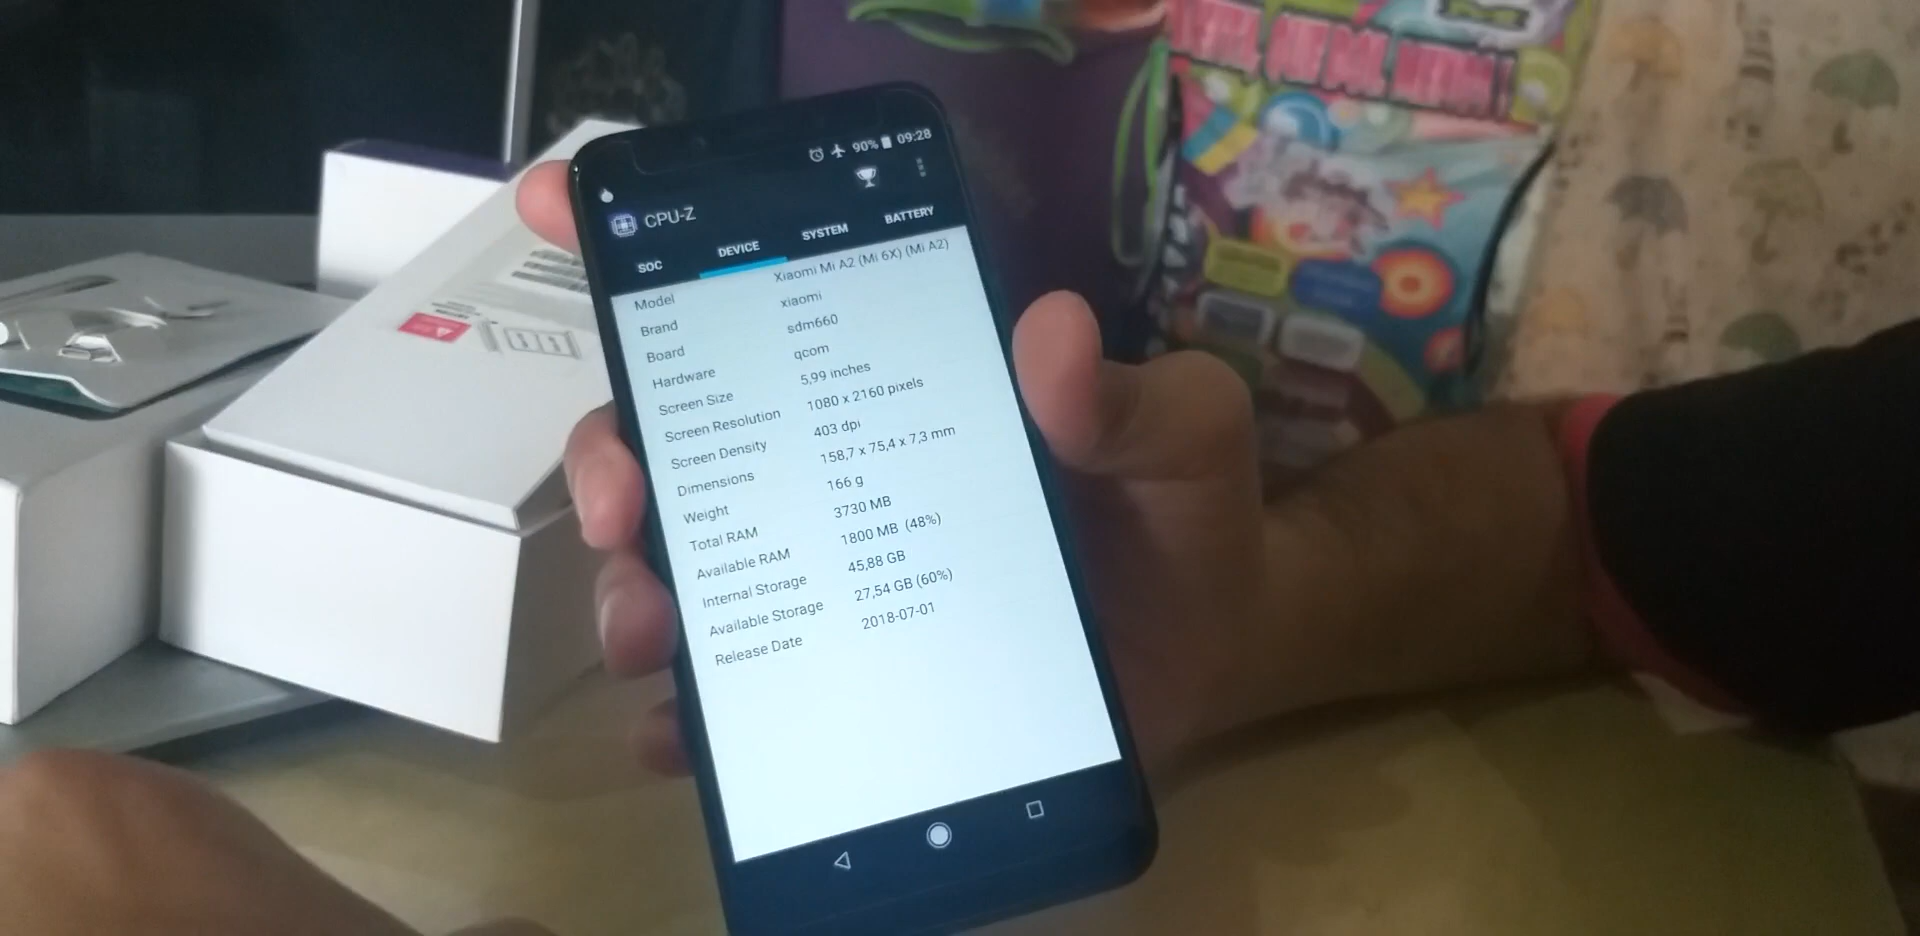 90% 09:28
CPU-Z
SOC DEVICE SYSTEM BATTERY
Model Xiaomi Mi A2 (Mi 6X) (Mi A2)
Brand xiaomi
Board sdm660
Hardware qcom
Screen Size 5,99 inches
Screen Resolution 1080 x 2160 pixels
Screen Density 403 dpi
Dimensions 158,7 x 75,4 x 7,3 mm
Weight 166 g
Total RAM 3730 MB
Available RAM 1800 MB (48%)
Internal Storage 45,88 GB
Available Storage 27,54 GB (60%)
Release Date 2018-07-01